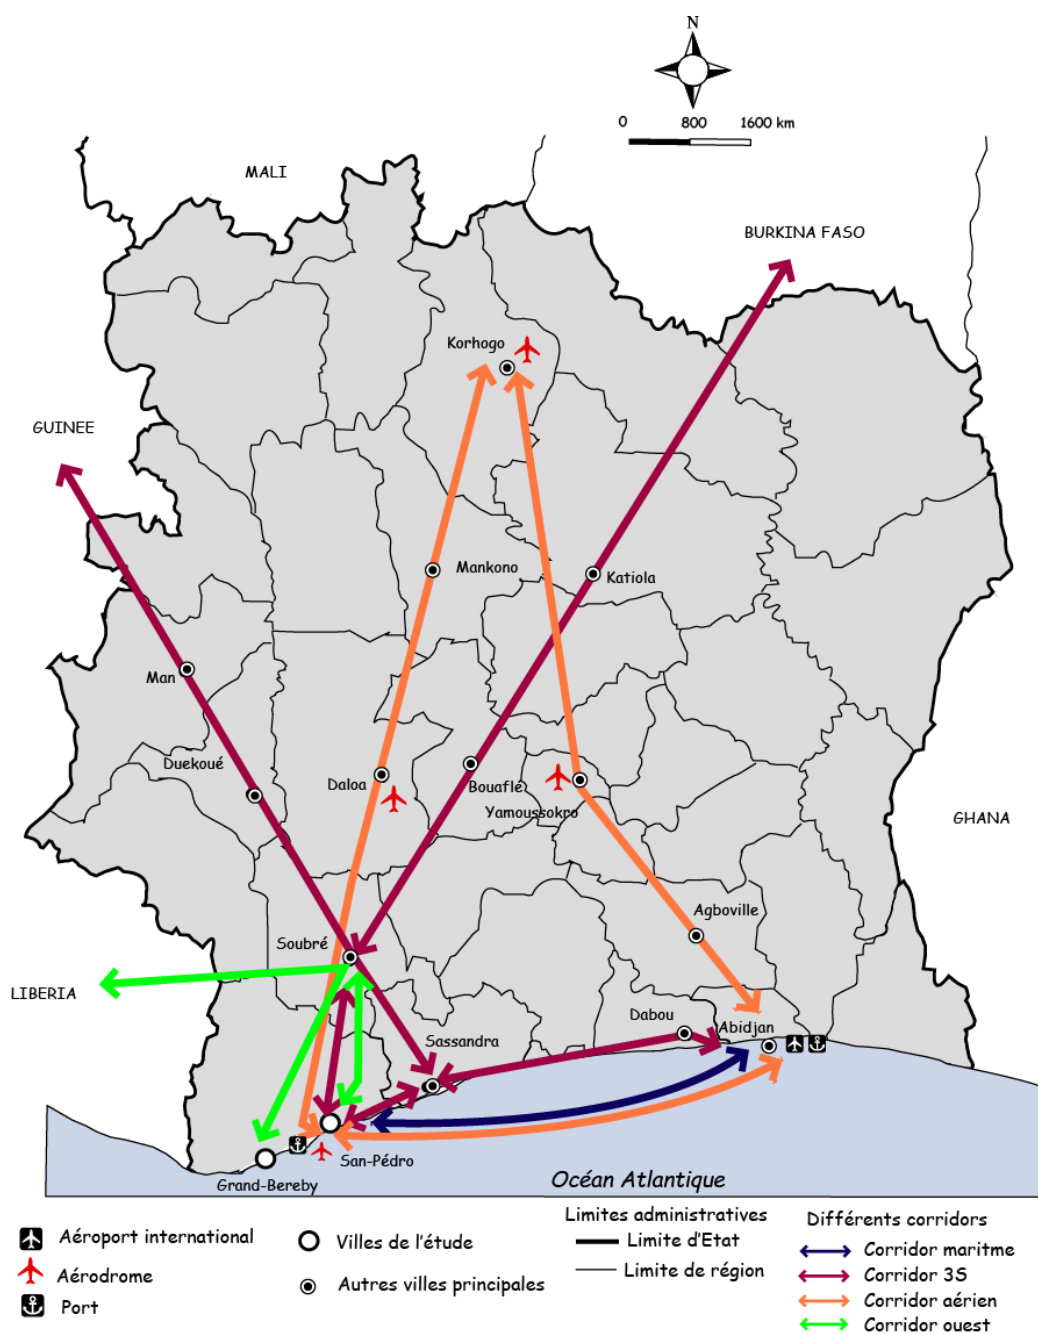 N
0 800 1600 km
MALI
BURKINA FASO
Korhogo
GUINEE
Mankono
Katiola
Man
Duekoué
Daloa
Bouaflé
Yamoussokro
GHANA
Agboville
Soubré
LIBERIA
Dabou
Abidjan
Sassandra
San-Pédro
Grand-Bereby
Océan Atlantique
Aéroport international
Aérodrome
Port
Villes de l'étude
Autres villes principales
Limites administratives
Limite d'Etat
Limite de région
Différents corridors
Corridor maritme
Corridor 3S
Corridor aérien
Corridor ouest